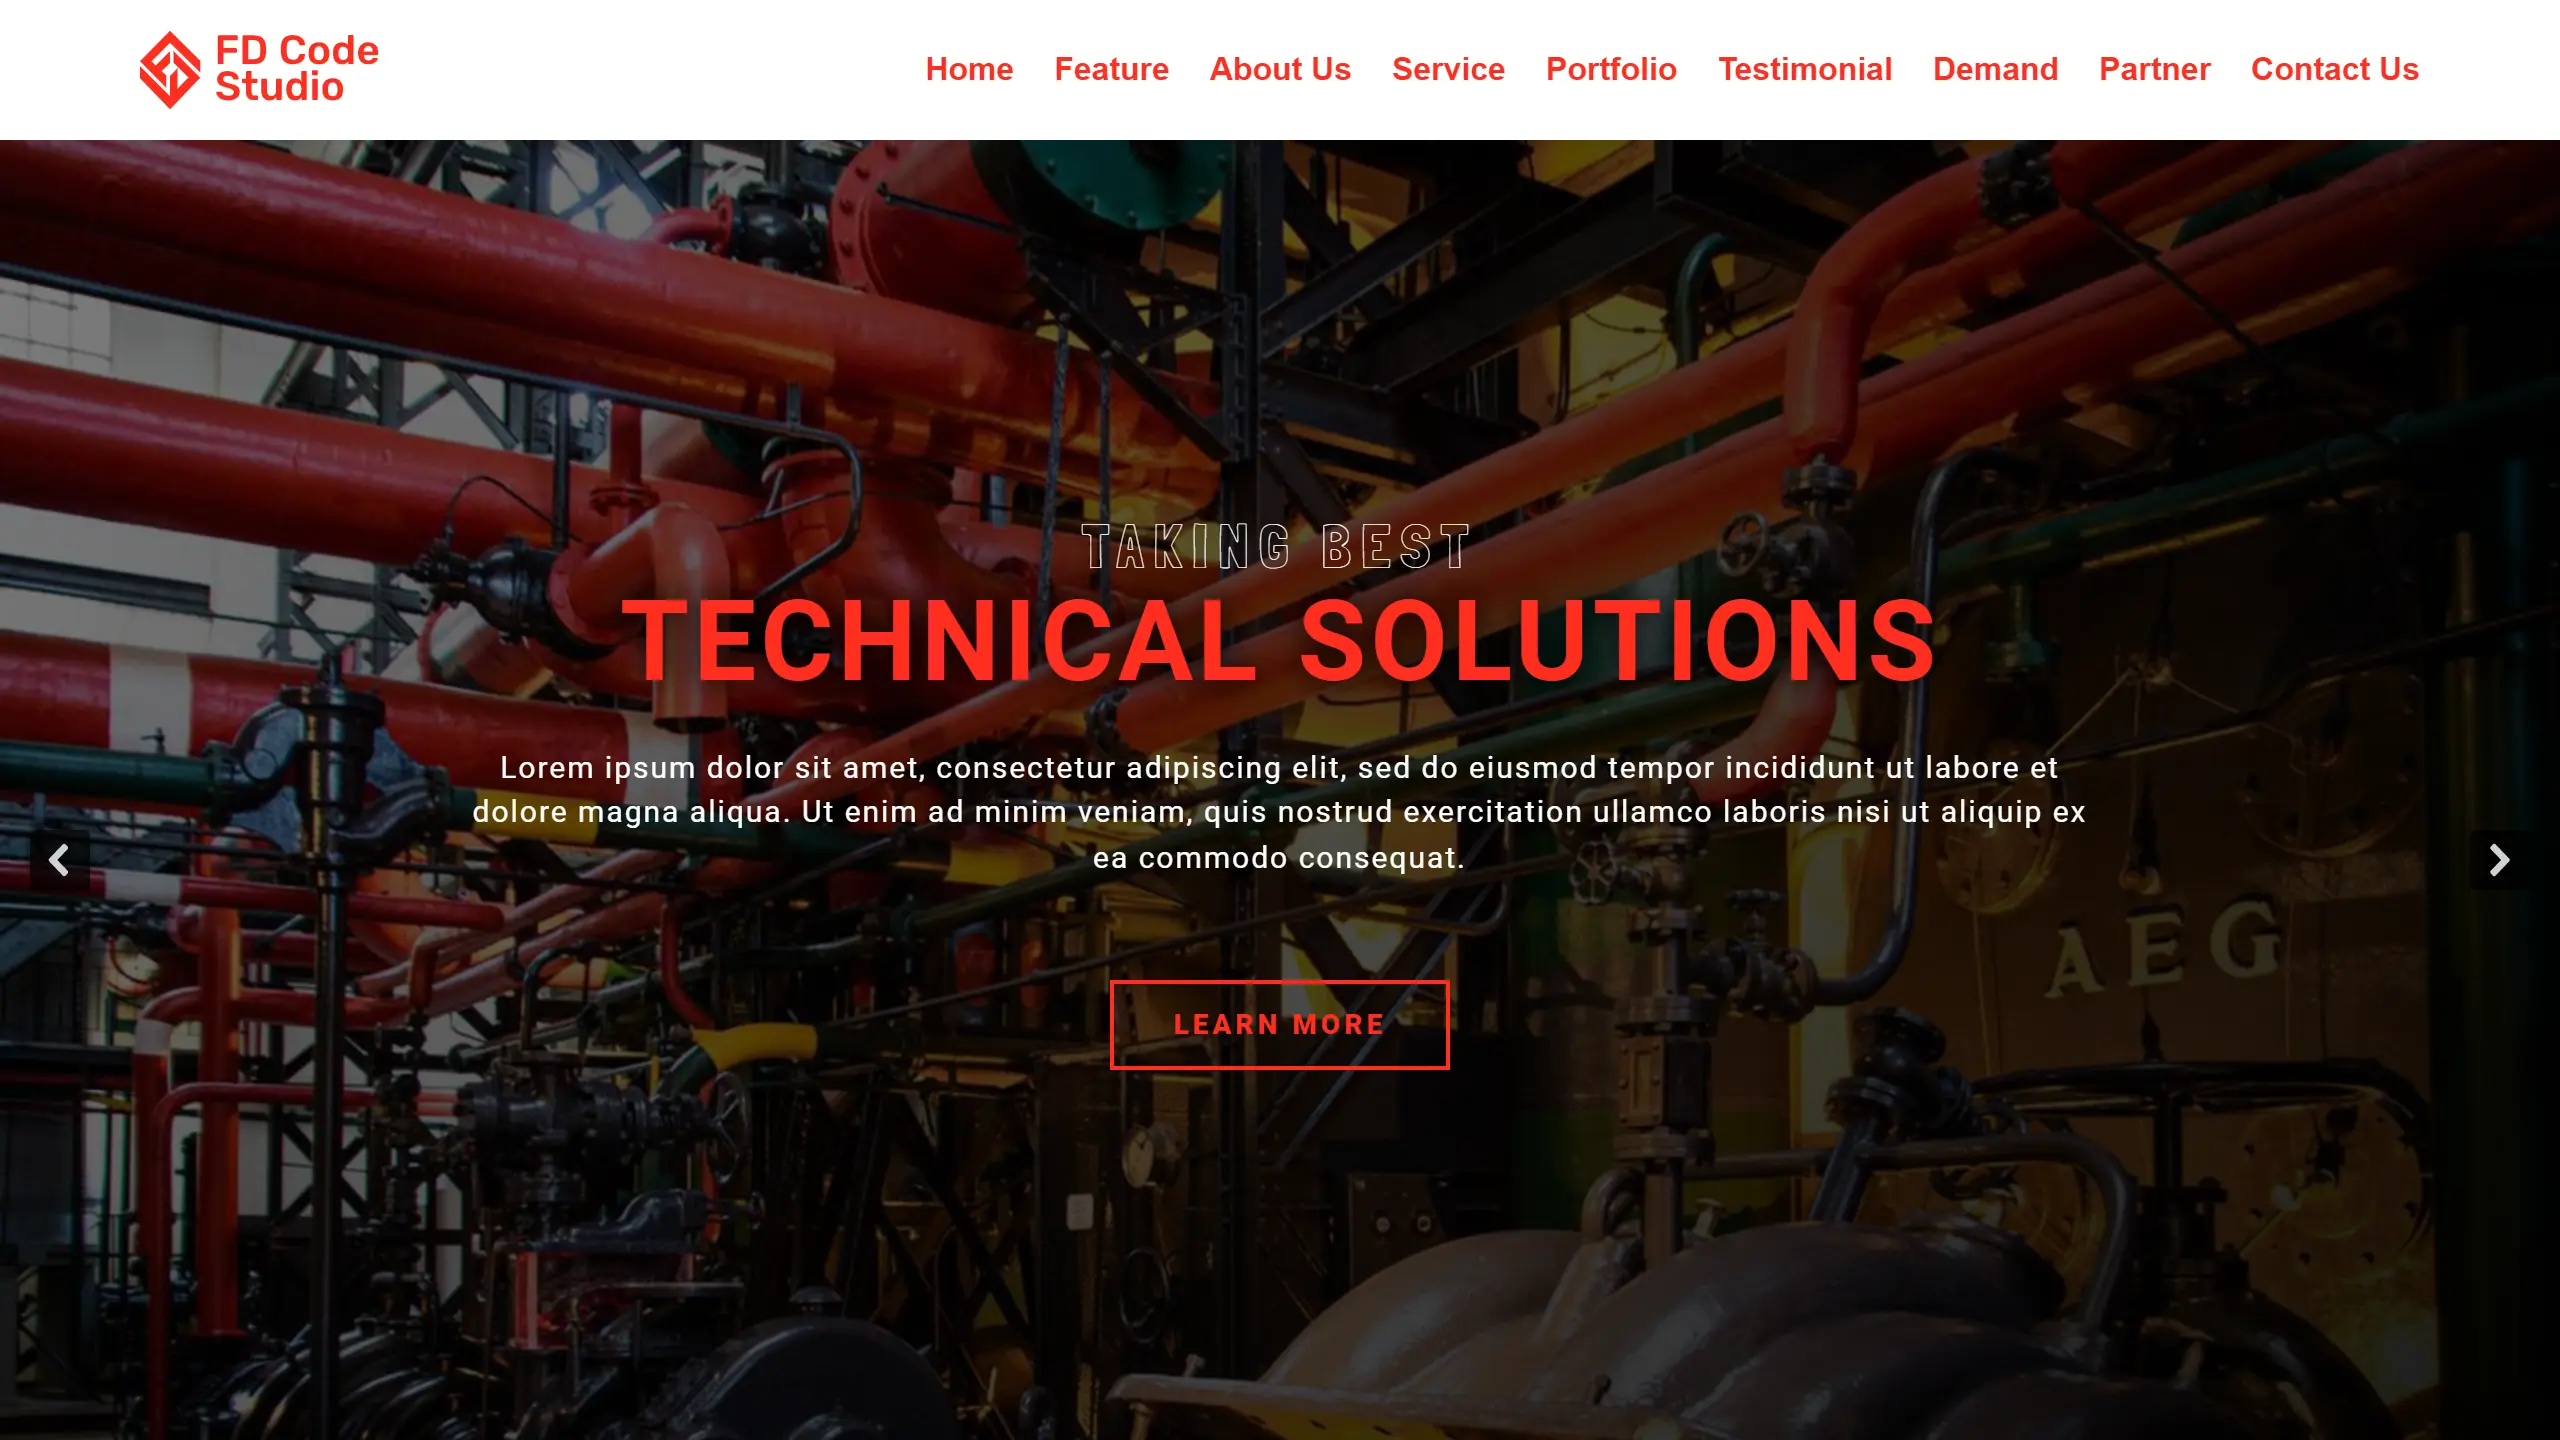 FD Code
Studio
Home Feature About Us Service Portfolio Testimonial Demand Partner Contact Us
TAKING BEST
TECHNICAL SOLUTIONS
Lorem ipsum dolor sit amet, consectetur adipiscing elit, sed do eiusmod tempor incididunt ut labore et
dolore magna aliqua. Ut enim ad minim veniam, quis nostrud exercitation ullamco laboris nisi ut aliquip ex
ea commodo consequat.
AEG
LEARN MORE